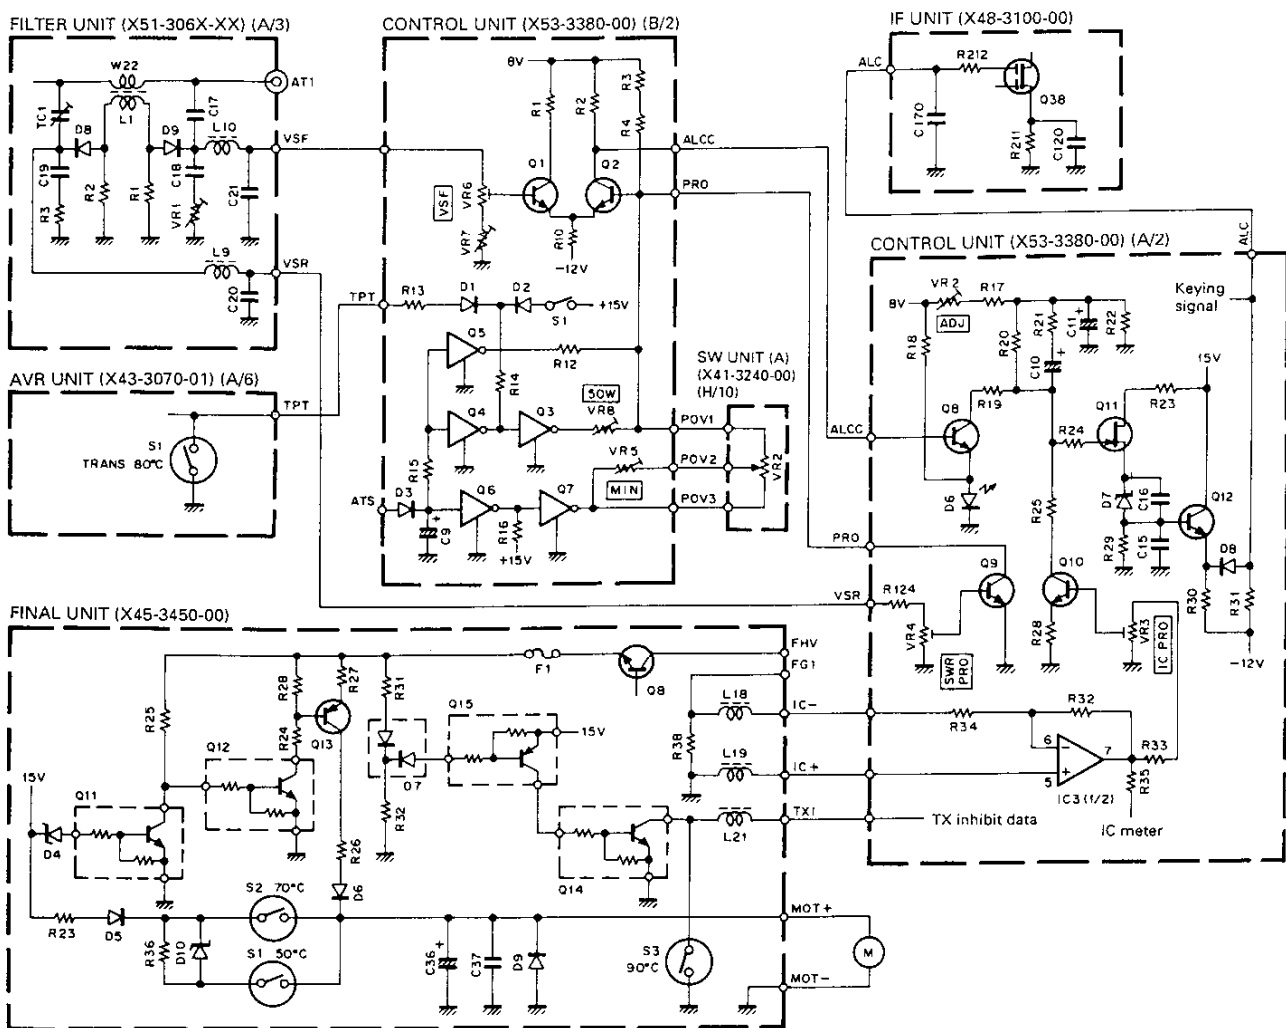 FILTER UNIT (X51-306X-XX) (A/3)
W22
AT1
TC1
L1
C17
D8
D9
L10
VSF
C19
R2
R1
C18
C21
R3
VR1
L9
VSR
C20
AVR UNIT (X43-3070-01) (A/6)
TPT
S1
TRANS 80°C
CONTROL UNIT (X53-3380-00) (B/2)
8V
R1
R2
R3
R4
ALCC
Q1
Q2
PRO
VSF
VR6
VR7
R10
-12V
TPT
R13
D1
D2
S1
+15V
Q5
R12
R14
50W
Q4
Q3
VR8
POV1
R15
VR5
POV2
ATS
D3
Q6
Q7
MIN
POV3
C9
+
R16
+15V
SW UNIT (A)
(X41-3240-00)
(H/10)
VR2
IF UNIT (X48-3100-00)
ALC
R212
Q38
C170
R211
C120
CONTROL UNIT (X53-3380-00) (A/2)
ALC
8V
VR2
R17
Keying
signal
ADJ
R18
R20
R21
C11
+
R22
C10
+
15V
R19
Q8
Q11
R23
ALCC
R24
D6
D7
C16
Q12
R25
R29
C15
D8
PRO
Q9
Q10
R30
R31
VSR
R124
VR4
R28
VR3
IC PRO
-12V
SWR
PRO
R34
R32
6
-
7
R33
5
+
IC3 (1/2)
R35
TX inhibit data
IC meter
FINAL UNIT (X45-3450-00)
FHV
F1
Q8
FG1
R25
R28
R27
R31
L18
IC-
Q15
R24
Q13
15V
R38
L19
IC+
Q12
D7
15V
Q11
R32
TX1
L21
D4
R26
Q14
D6
S2 70°C
MOT+
R23
D5
R36
D10
S1 50°C
C36
+
C37
D9
S3
90°C
M
MOT-